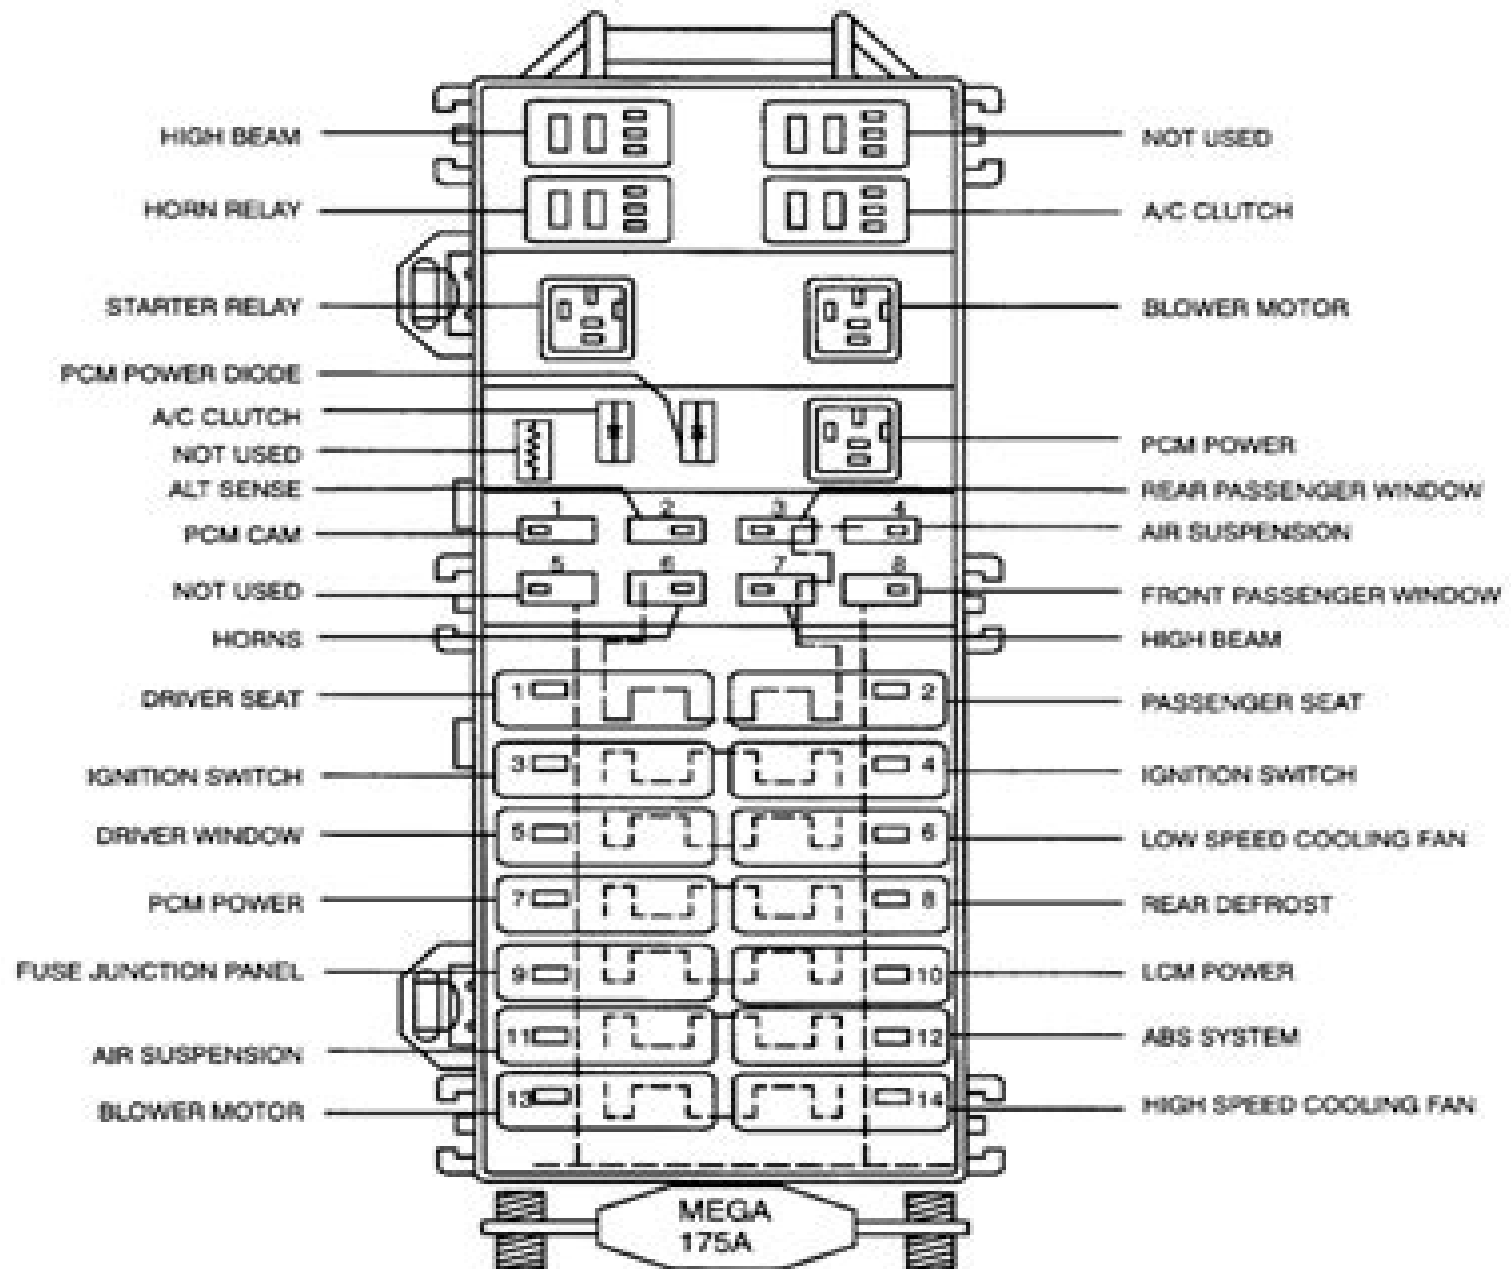 HIGH BEAM
NOT USED
HORN RELAY
A/C CLUTCH
STARTER RELAY
BLOWER MOTOR
PCM POWER DIODE
A/C CLUTCH
NOT USED
PCM POWER
ALT SENSE
REAR PASSENGER WINDOW
1 2 3 4
PCM CAM
AIR SUSPENSION
5 6 7 8
NOT USED
FRONT PASSENGER WINDOW
HORNS
HIGH BEAM
DRIVER SEAT
1 2
PASSENGER SEAT
IGNITION SWITCH
3 4
IGNITION SWITCH
DRIVER WINDOW
5 6
LOW SPEED COOLING FAN
PCM POWER
7 8
REAR DEFROST
FUSE JUNCTION PANEL
9 10
LCM POWER
AIR SUSPENSION
11 12
ABS SYSTEM
BLOWER MOTOR
13 14
HIGH SPEED COOLING FAN
MEGA
175A